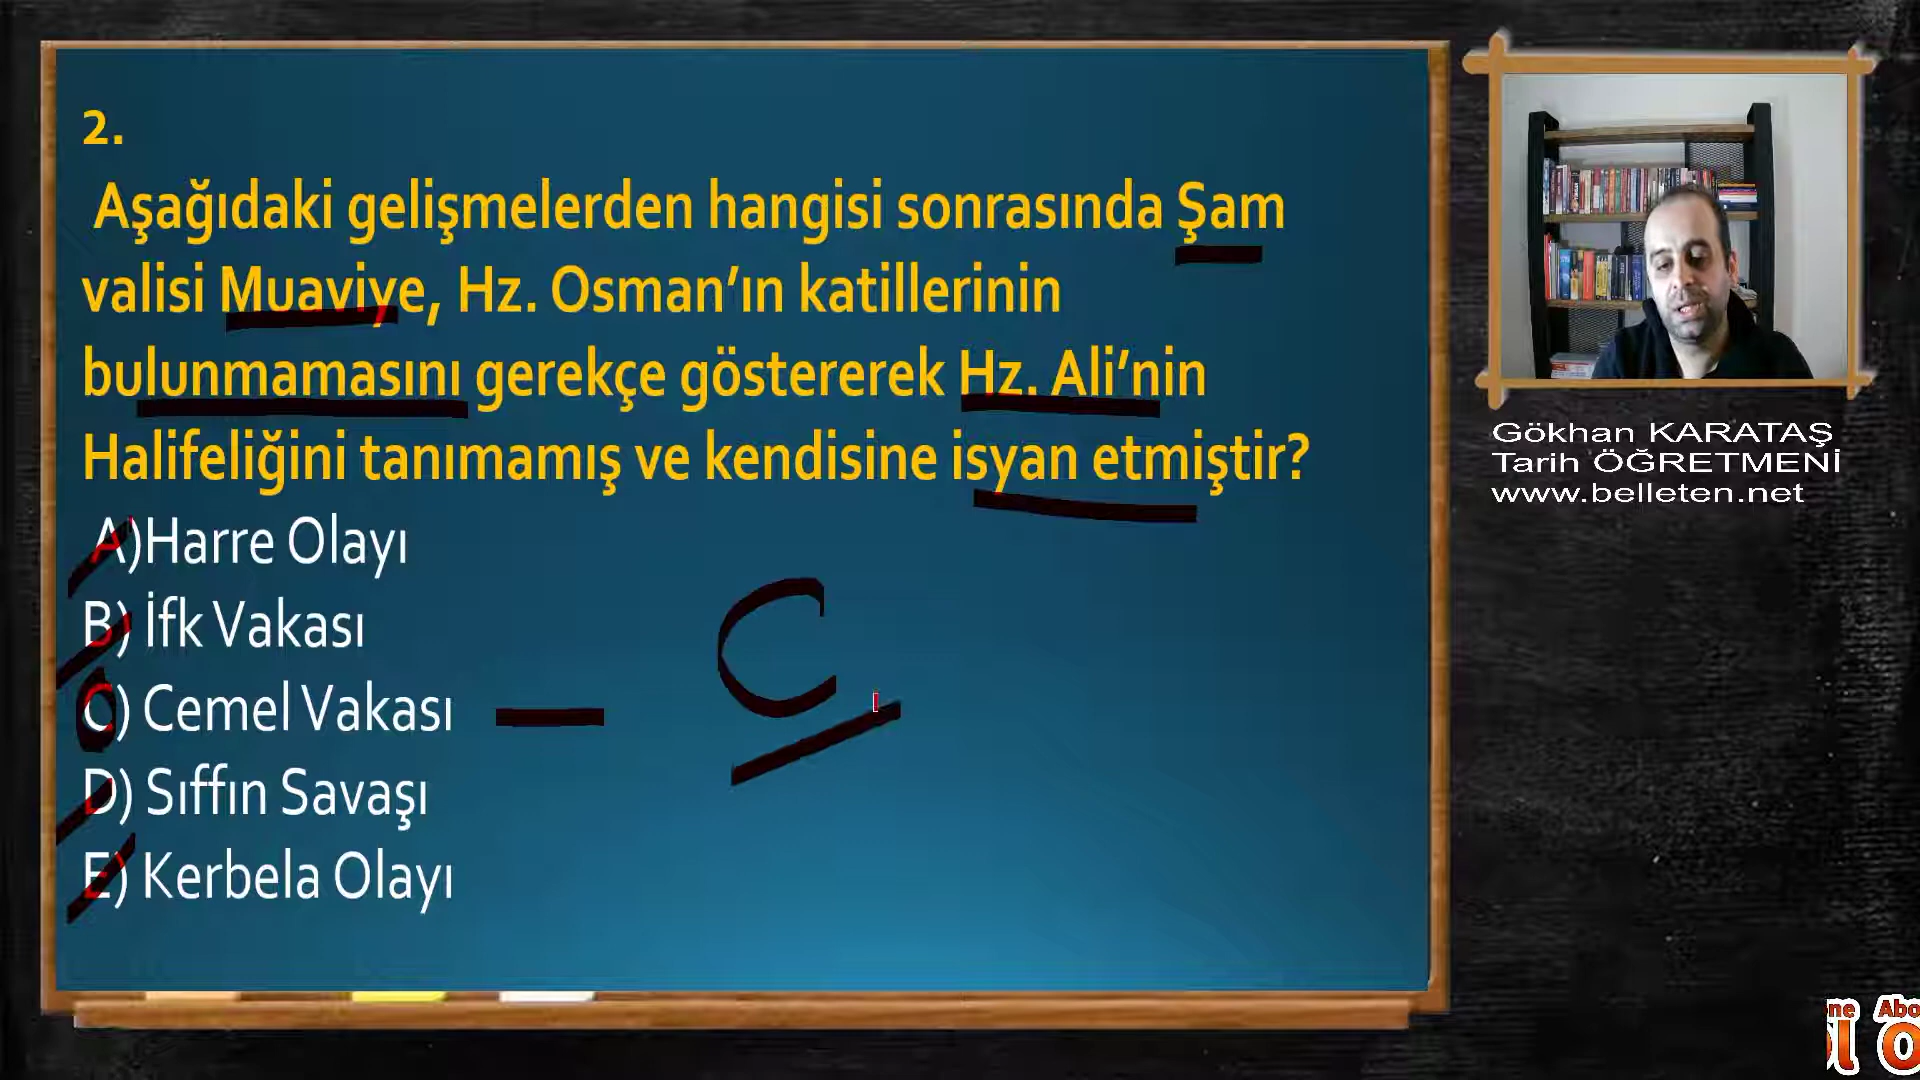 2.
Aşağıdaki gelişmelerden hangisi sonrasında Şam
valisi Muaviye, Hz. Osman'ın katillerinin
bulunmamasını gerekçe göstererek Hz. Ali'nin
Halifeliğini tanımamış ve kendisine isyan etmiştir?
A)Harre Olayı
B) İfk Vakası
C) Cemel Vakası
D) Sıffın Savaşı
E) Kerbela Olayı
C
Gökhan KARATAŞ
Tarih ÖĞRETMENİ
www.belleten.net
ne Abo
l O